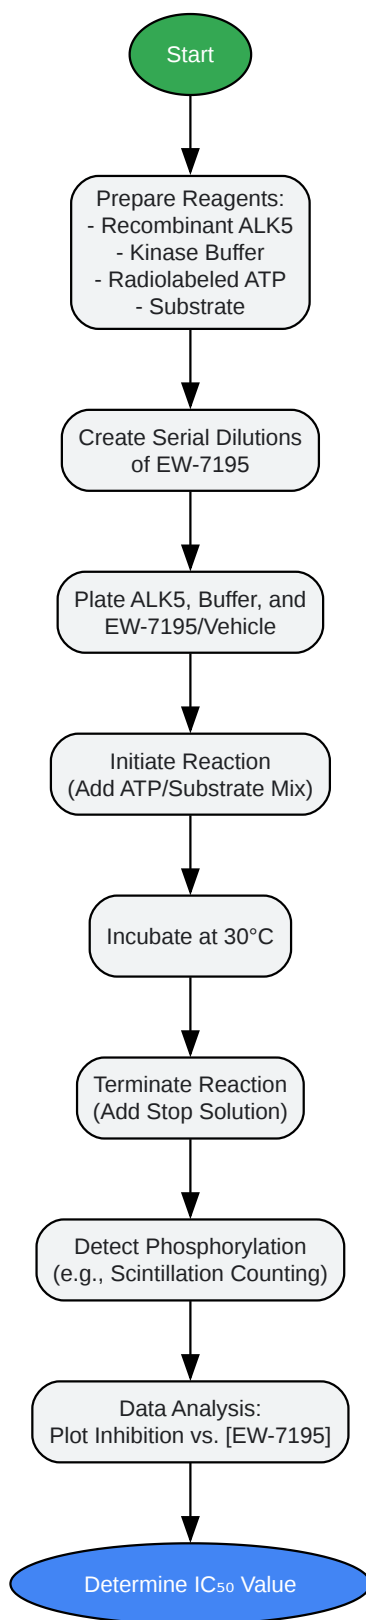 Start
Prepare Reagents:
- Recombinant ALK5
- Kinase Buffer
- Radiolabeled ATP
- Substrate
Create Serial Dilutions
of EW-7195
Plate ALK5, Buffer, and
EW-7195/Vehicle
Initiate Reaction
(Add ATP/Substrate Mix)
Incubate at 30°C
Terminate Reaction
(Add Stop Solution)
Detect Phosphorylation
(e.g., Scintillation Counting)
Data Analysis:
Plot Inhibition vs. [EW-7195]
Determine IC₅₀ Value